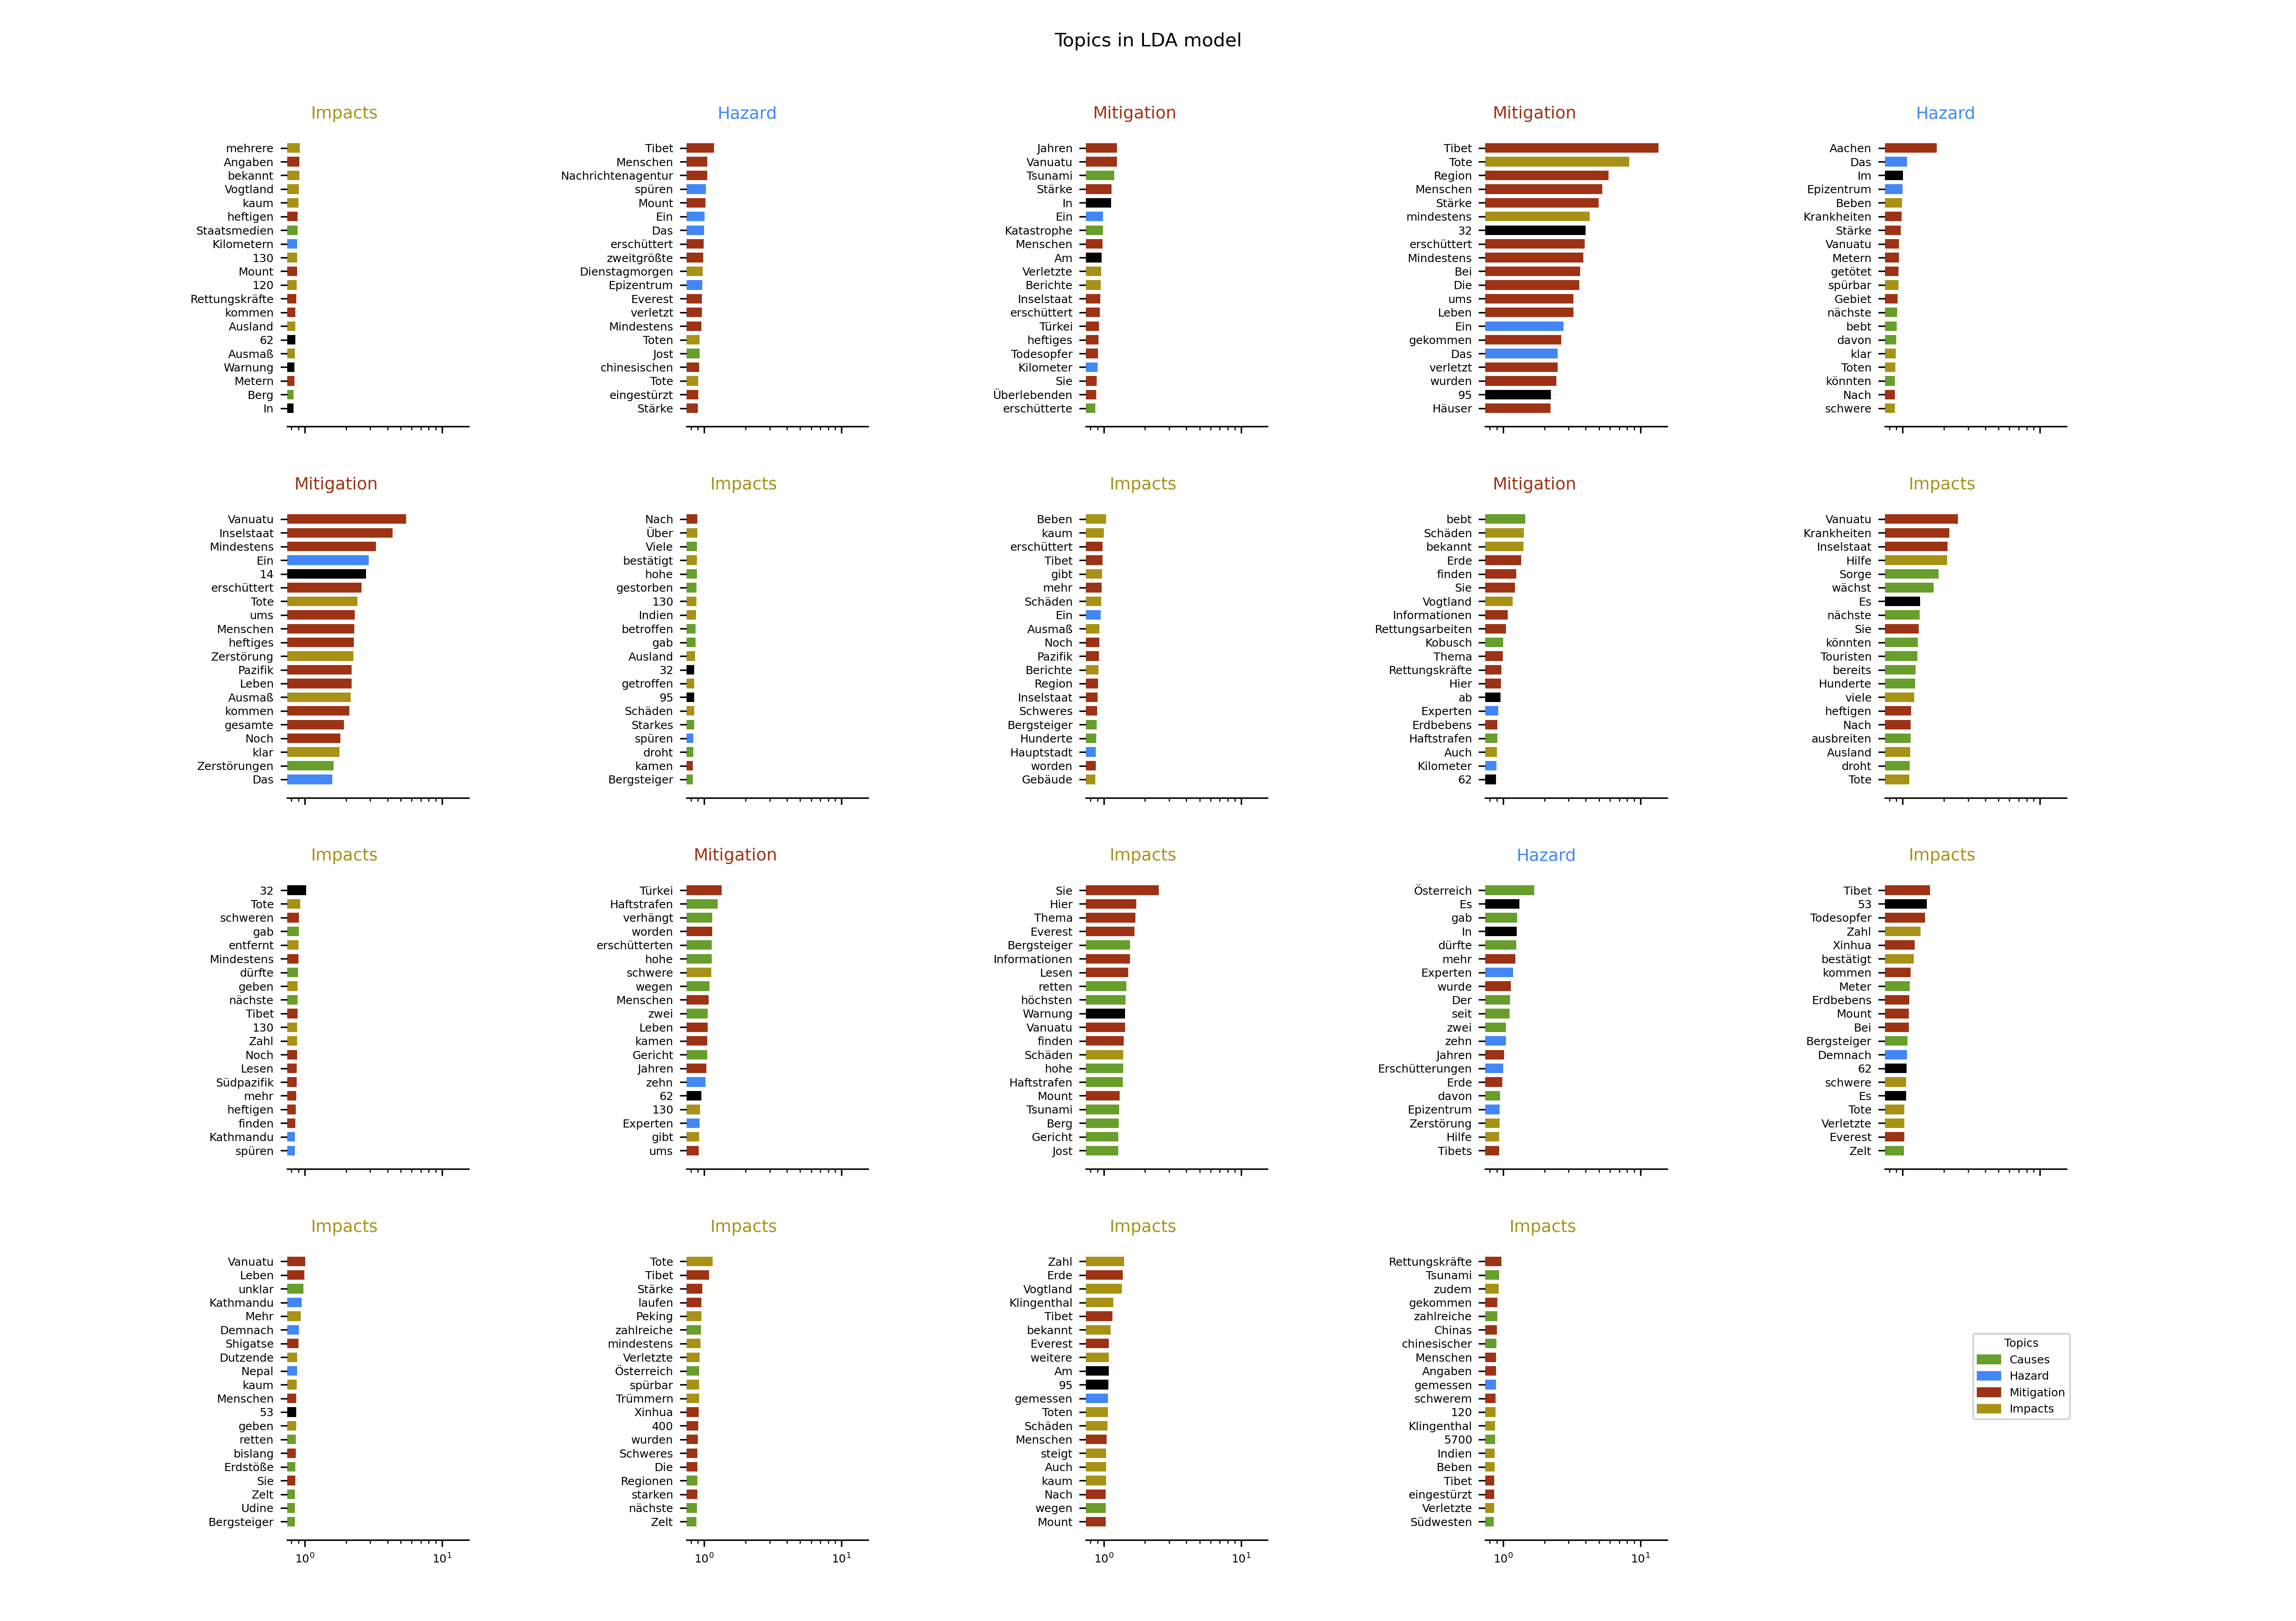 Topics in LDA model
Impacts
mehrere
Angaben
bekannt
Vogtland
kaum
heftigen
Staatsmedien
Kilometern
130
Mount
120
Rettungskräfte
kommen
Ausland
62
Ausmaß
Warnung
Metern
Berg
In
Hazard
Tibet
Menschen
Nachrichtenagentur
spüren
Mount
Ein
Das
erschüttert
zweitgrößte
Dienstagmorgen
Epizentrum
Everest
verletzt
Mindestens
Toten
Jost
chinesischen
Tote
eingestürzt
Stärke
Mitigation
Jahren
Vanuatu
Tsunami
Stärke
In
Ein
Katastrophe
Menschen
Am
Verletzte
Berichte
Inselstaat
erschüttert
Türkei
heftiges
Todesopfer
Kilometer
Sie
Überlebenden
erschütterte
Mitigation
Tibet
Tote
Region
Menschen
Stärke
mindestens
32
erschüttert
Mindestens
Bei
Die
ums
Leben
Ein
gekommen
Das
verletzt
wurden
95
Häuser
Hazard
Aachen
Das
Im
Epizentrum
Beben
Krankheiten
Stärke
Vanuatu
Metern
getötet
spürbar
Gebiet
nächste
bebt
davon
klar
Toten
könnten
Nach
schwere
Mitigation
Vanuatu
Inselstaat
Mindestens
Ein
14
erschüttert
Tote
ums
Menschen
heftiges
Zerstörung
Pazifik
Leben
Ausmaß
kommen
gesamte
Noch
klar
Zerstörungen
Das
Impacts
Nach
Über
Viele
bestätigt
hohe
gestorben
130
Indien
betroffen
gab
Ausland
32
getroffen
95
Schäden
Starkes
spüren
droht
kamen
Bergsteiger
Impacts
Beben
kaum
erschüttert
Tibet
gibt
mehr
Schäden
Ein
Ausmaß
Noch
Pazifik
Berichte
Region
Inselstaat
Schweres
Bergsteiger
Hunderte
Hauptstadt
worden
Gebäude
Mitigation
bebt
Schäden
bekannt
Erde
finden
Sie
Vogtland
Informationen
Rettungsarbeiten
Kobusch
Thema
Rettungskräfte
Hier
ab
Experten
Erdbebens
Haftstrafen
Auch
Kilometer
62
Impacts
Vanuatu
Krankheiten
Inselstaat
Hilfe
Sorge
wächst
Es
nächste
Sie
könnten
Touristen
bereits
Hunderte
viele
heftigen
Nach
ausbreiten
Ausland
droht
Tote
Impacts
32
Tote
schweren
gab
entfernt
Mindestens
dürfte
geben
nächste
Tibet
130
Zahl
Noch
Lesen
Südpazifik
mehr
heftigen
finden
Kathmandu
spüren
Mitigation
Türkei
Haftstrafen
verhängt
worden
erschütterten
hohe
schwere
wegen
Menschen
zwei
Leben
kamen
Gericht
Jahren
zehn
62
130
Experten
gibt
ums
Impacts
Sie
Hier
Thema
Everest
Bergsteiger
Informationen
Lesen
retten
höchsten
Warnung
Vanuatu
finden
Schäden
hohe
Haftstrafen
Mount
Tsunami
Berg
Gericht
Jost
Hazard
Österreich
Es
gab
In
dürfte
mehr
Experten
wurde
Der
seit
zwei
zehn
Jahren
Erschütterungen
Erde
davon
Epizentrum
Zerstörung
Hilfe
Tibets
Impacts
Tibet
53
Todesopfer
Zahl
Xinhua
bestätigt
kommen
Meter
Erdbebens
Mount
Bei
Bergsteiger
Demnach
62
schwere
Es
Tote
Verletzte
Everest
Zelt
Impacts
Vanuatu
Leben
unklar
Kathmandu
Mehr
Demnach
Shigatse
Dutzende
Nepal
kaum
Menschen
53
geben
retten
bislang
Erdstöße
Sie
Zelt
Udine
Bergsteiger
10⁰ 10¹
Impacts
Tote
Tibet
Stärke
laufen
Peking
zahlreiche
mindestens
Verletzte
Österreich
spürbar
Trümmern
Xinhua
400
wurden
Schweres
Die
Regionen
starken
nächste
Zelt
10⁰ 10¹
Impacts
Zahl
Erde
Vogtland
Klingenthal
Tibet
bekannt
Everest
weitere
Am
95
gemessen
Toten
Schäden
Menschen
steigt
Auch
kaum
Nach
wegen
Mount
10⁰ 10¹
Impacts
Rettungskräfte
Tsunami
zudem
gekommen
zahlreiche
Chinas
chinesischer
Menschen
Angaben
gemessen
schwerem
120
Klingenthal
5700
Indien
Beben
Tibet
eingestürzt
Verletzte
Südwesten
10⁰ 10¹
Topics
Causes
Hazard
Mitigation
Impacts